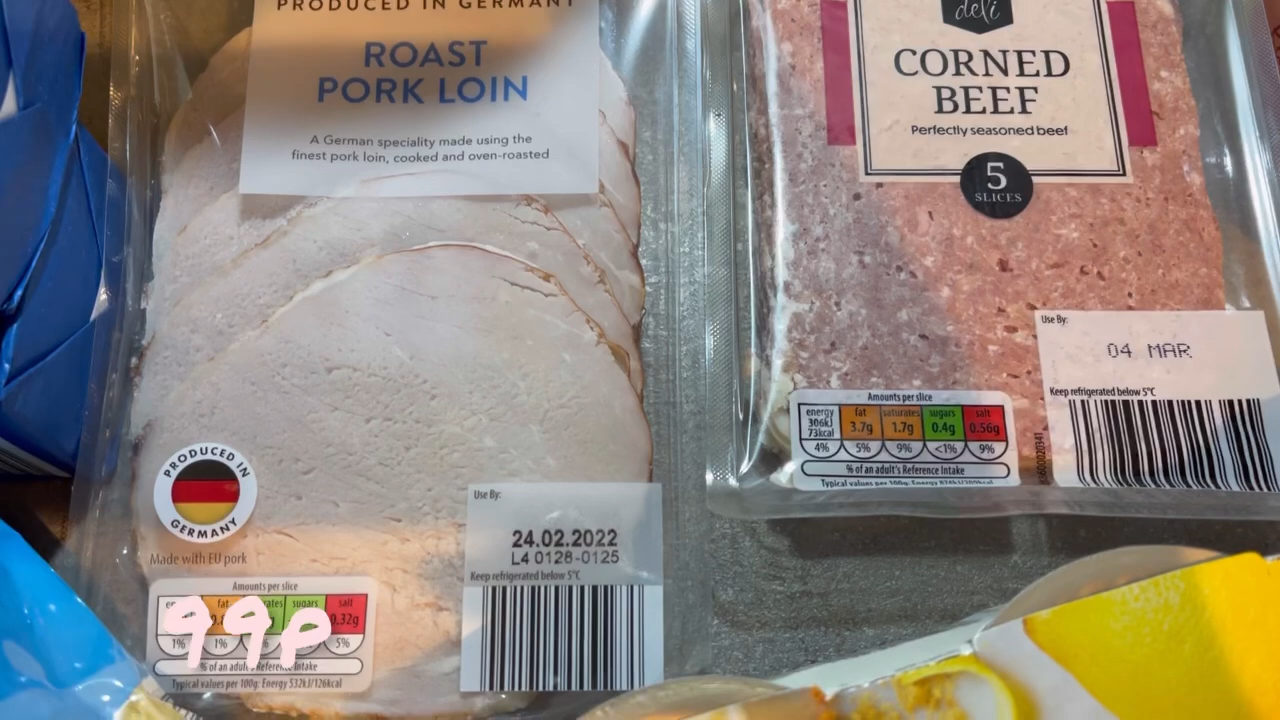 PRODUCED IN GERMANY
ROAST
PORK LOIN
A German speciality made using the
finest pork loin, cooked and oven-roasted
PRODUCED IN
GERMANY
Made with EU pork
Use By:
24.02.2022
L4 0128-0125
Keep refrigerated below 5°C
Amounts per slice
fat
sugars
salt
0.32g
1%
1%
5%
99p
% of an adult's Reference Intake
Typical values per 100g: Energy 532kJ/126kcal
deli
CORNED
BEEF
Perfectly seasoned beef
5
SLICES
Use By:
04 MAR
Keep refrigerated below 5°C
Amounts per slice
energy fat saturates sugars salt
306kJ 3.7g 1.7g 0.4g 0.56g
73kcal
4% 5% 9% <1% 9%
% of an adult's Reference Intake
Typical values per 100g: Energy